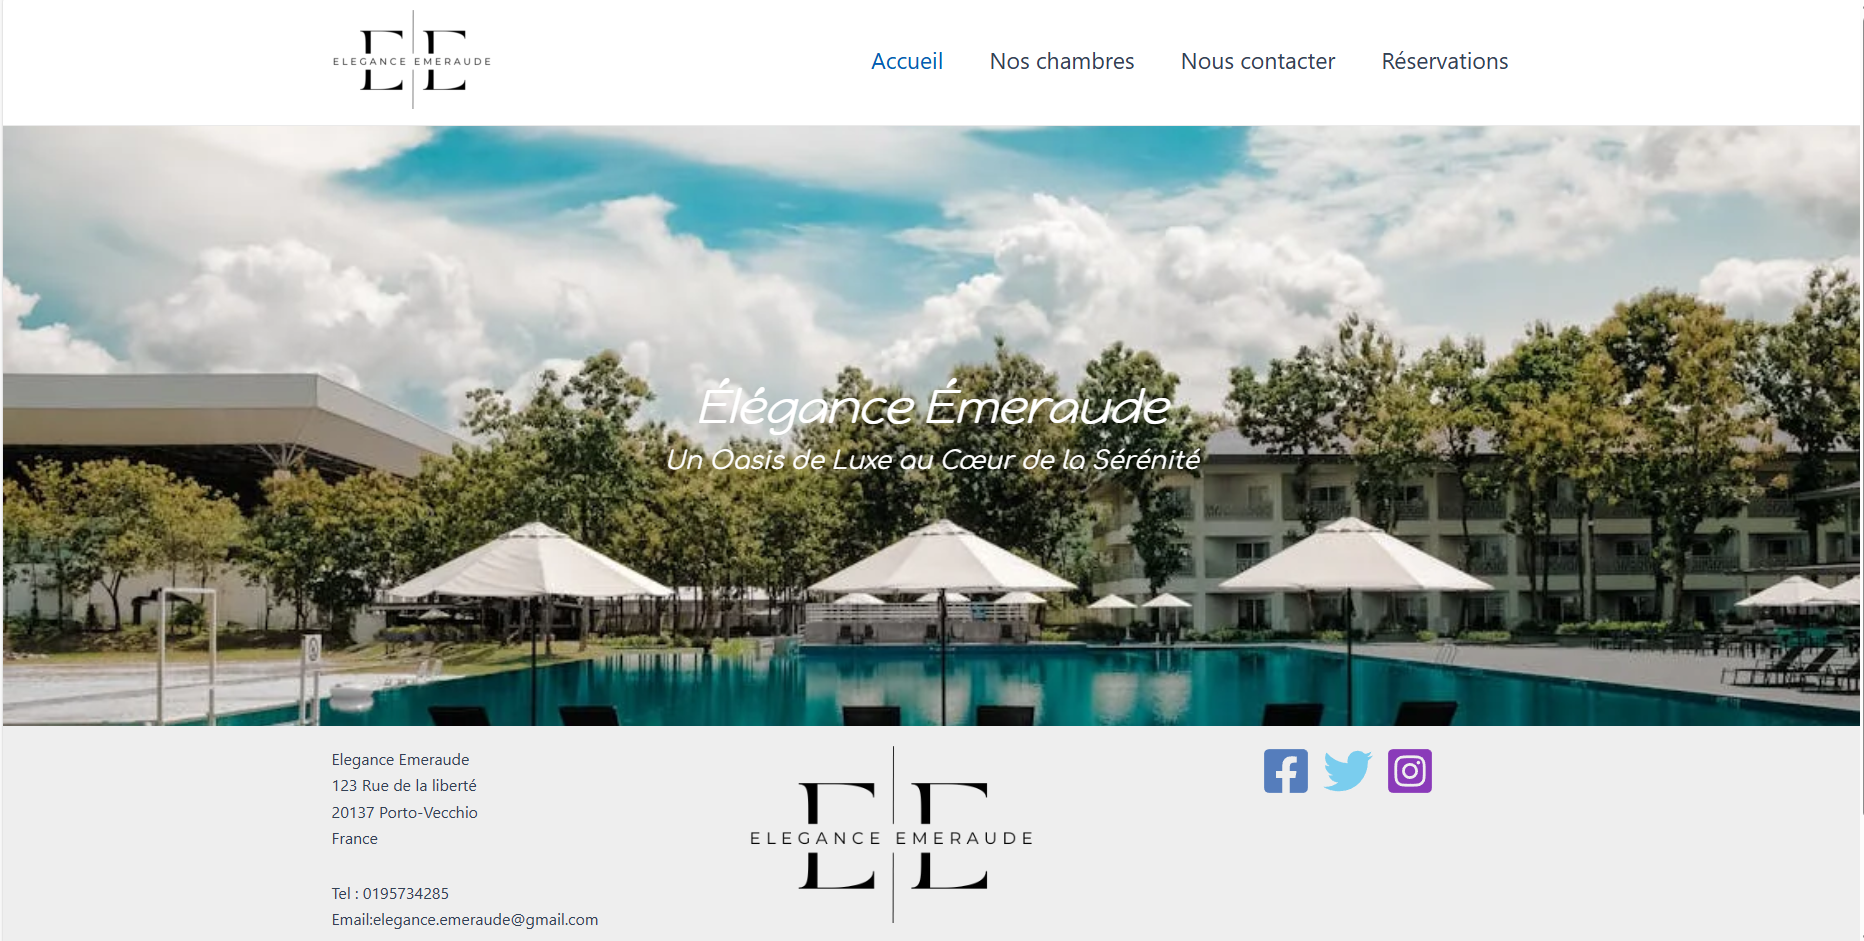 ELEGANCE EMERAUDE
Accueil
Nos chambres
Nous contacter
Réservations
Élégance Émeraude
Un Oasis de Luxe au Cœur de la Sérénité
Elegance Emeraude
123 Rue de la liberté
20137 Porto-Vecchio
France
Tel : 0195734285
Email:elegance.emeraude@gmail.com
E E
ELEGANCE EMERAUDE